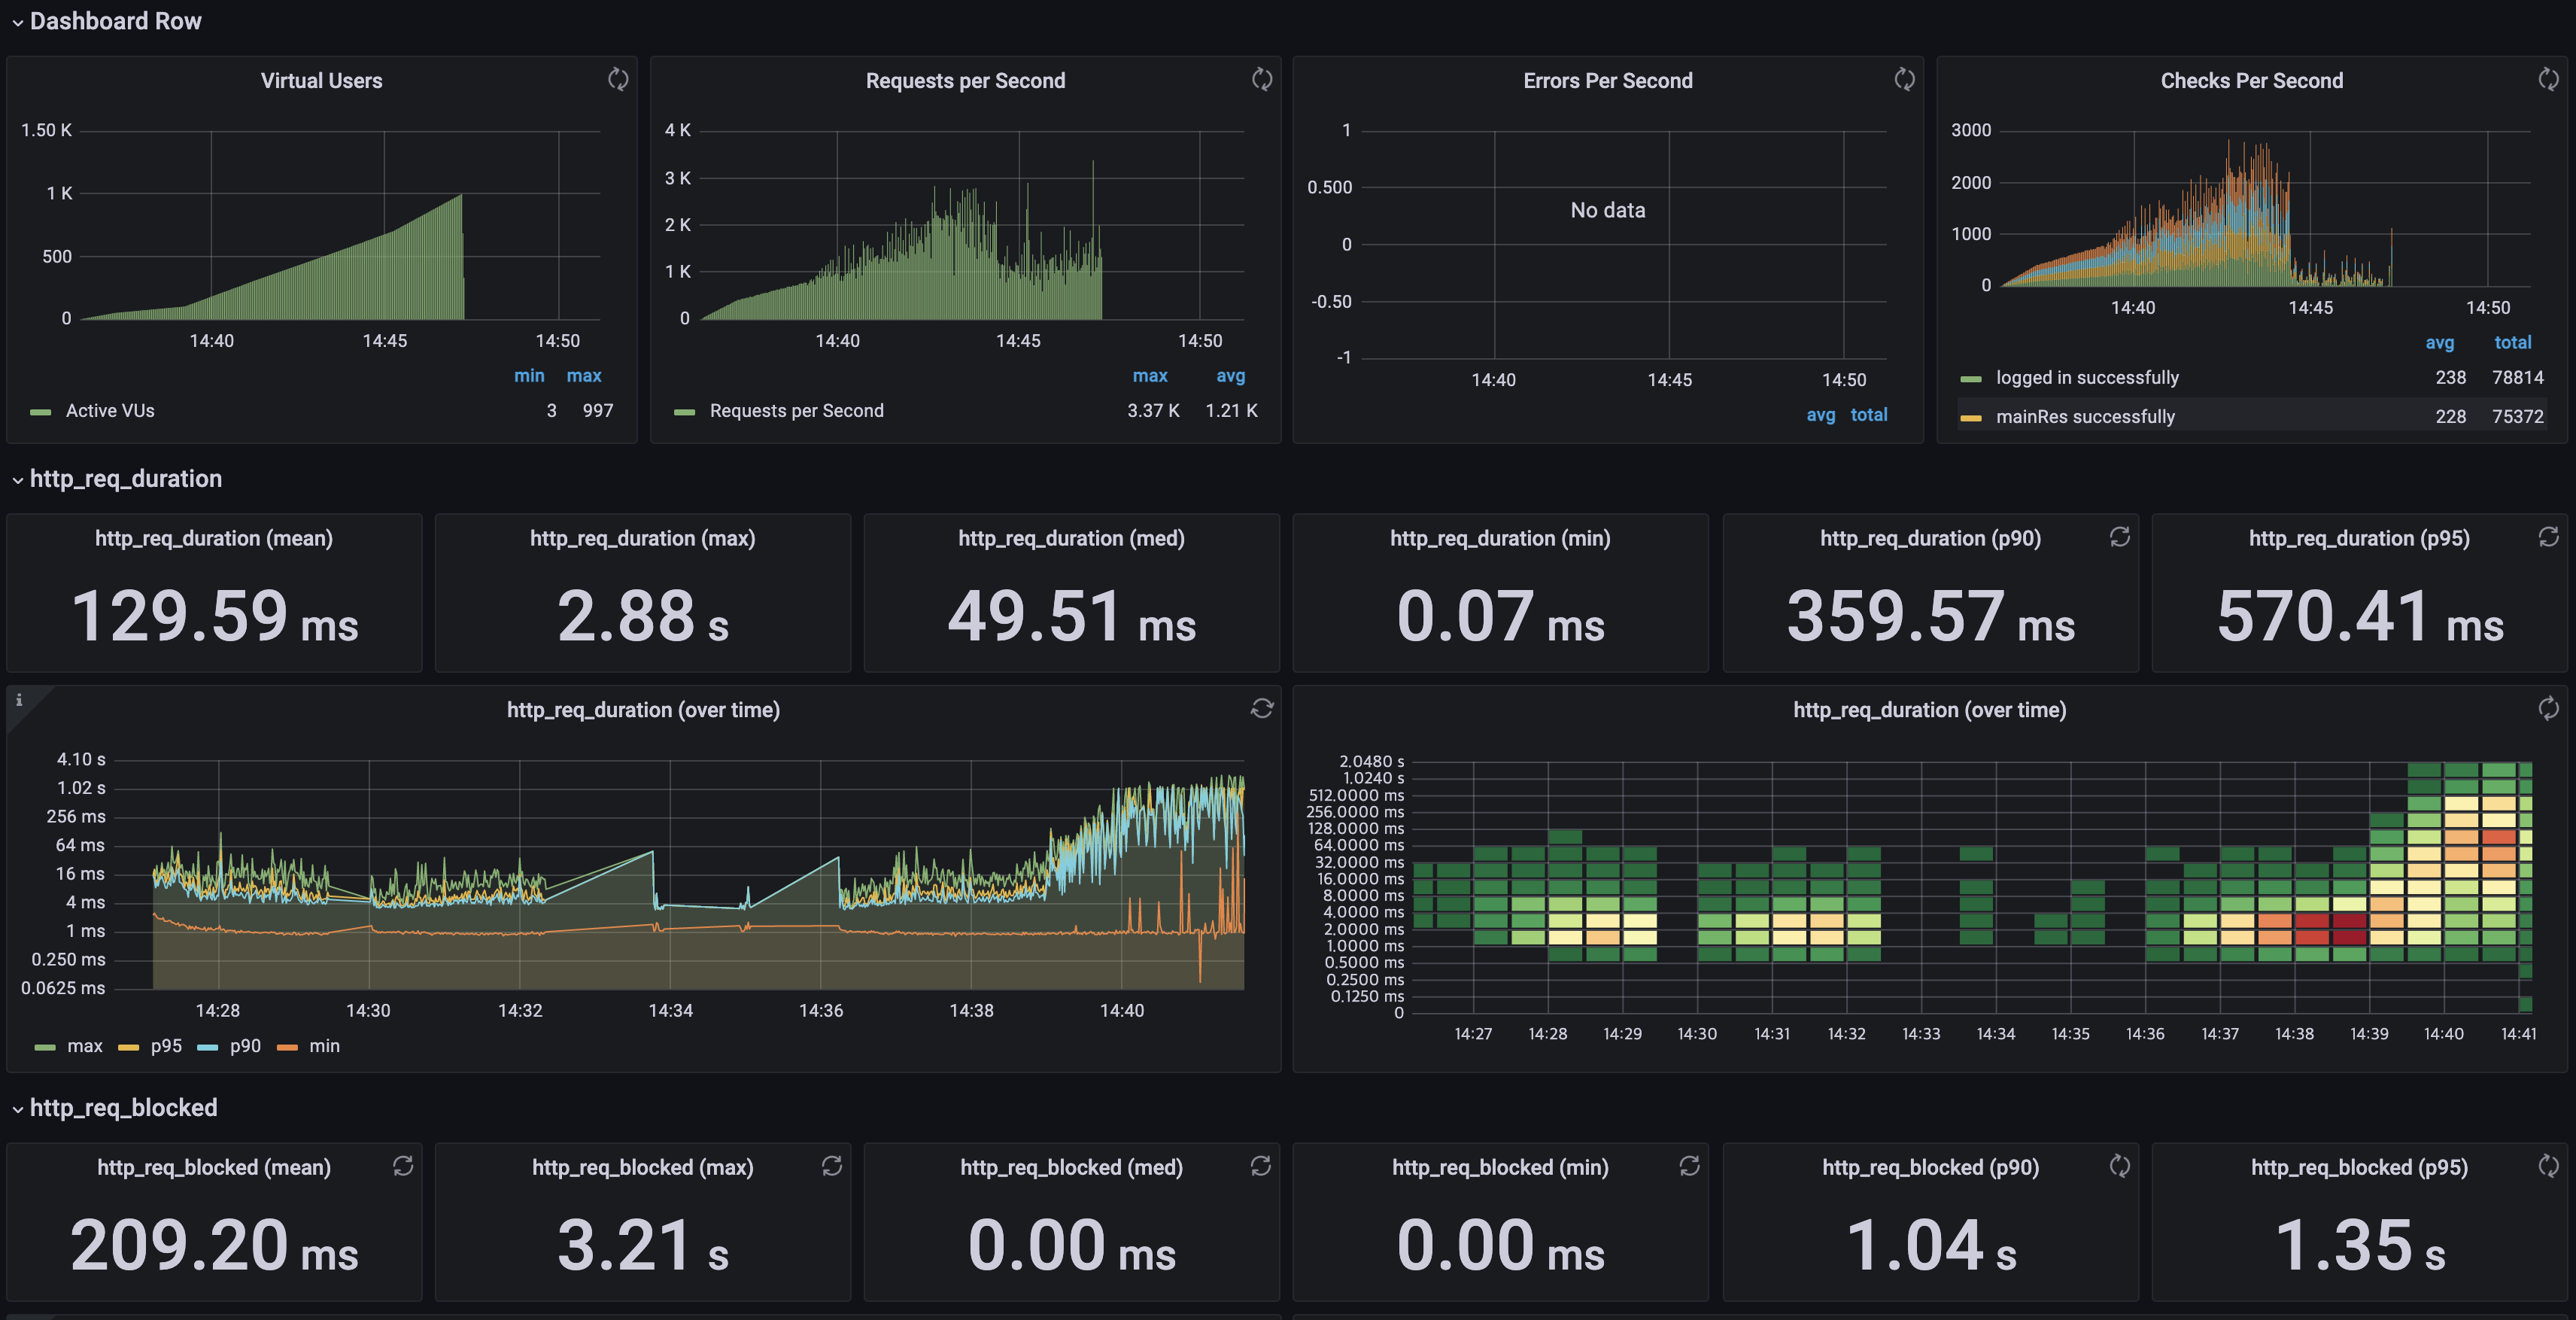 Dashboard Row
Virtual Users
1.50 K
1 K
500
0
14:40 14:45 14:50
min max
Active VUs 3 997
Requests per Second
4 K
3 K
2 K
1 K
0
14:40 14:45 14:50
max avg
Requests per Second 3.37 K 1.21 K
Errors Per Second
1
0.500
0
-0.50
-1
No data
14:40 14:45 14:50
avg total
Checks Per Second
3000
2000
1000
0
14:40 14:45 14:50
avg total
logged in successfully 238 78814
mainRes successfully 228 75372
http_req_duration
http_req_duration (mean)
129.59 ms
http_req_duration (max)
2.88 s
http_req_duration (med)
49.51 ms
http_req_duration (min)
0.07 ms
http_req_duration (p90)
359.57 ms
http_req_duration (p95)
570.41 ms
i
http_req_duration (over time)
4.10 s
1.02 s
256 ms
64 ms
16 ms
4 ms
1 ms
0.250 ms
0.0625 ms
14:28 14:30 14:32 14:34 14:36 14:38 14:40
max p95 p90 min
http_req_duration (over time)
2.0480 s
1.0240 s
512.0000 ms
256.0000 ms
128.0000 ms
64.0000 ms
32.0000 ms
16.0000 ms
8.0000 ms
4.0000 ms
2.0000 ms
1.0000 ms
0.5000 ms
0.2500 ms
0.1250 ms
0
14:27 14:28 14:29 14:30 14:31 14:32 14:33 14:34 14:35 14:36 14:37 14:38 14:39 14:40 14:41
http_req_blocked
http_req_blocked (mean)
209.20 ms
http_req_blocked (max)
3.21 s
http_req_blocked (med)
0.00 ms
http_req_blocked (min)
0.00 ms
http_req_blocked (p90)
1.04 s
http_req_blocked (p95)
1.35 s